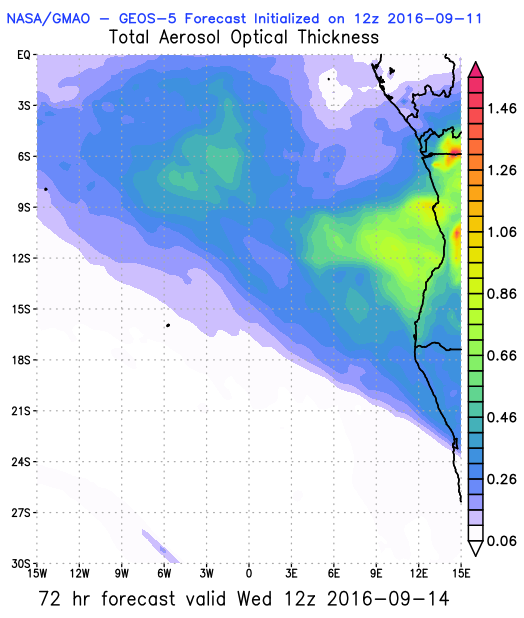 NASA/GMAO - GEOS-5 Forecast Initialized on 12z 2016-09-11
Total Aerosol Optical Thickness
EQ
3S
6S
9S
12S
15S
18S
21S
24S
27S
30S
15W 12W 9W 6W 3W 0 3E 6E 9E 12E 15E
1.46
1.26
1.06
0.86
0.66
0.46
0.26
0.06
72 hr forecast valid Wed 12z 2016-09-14